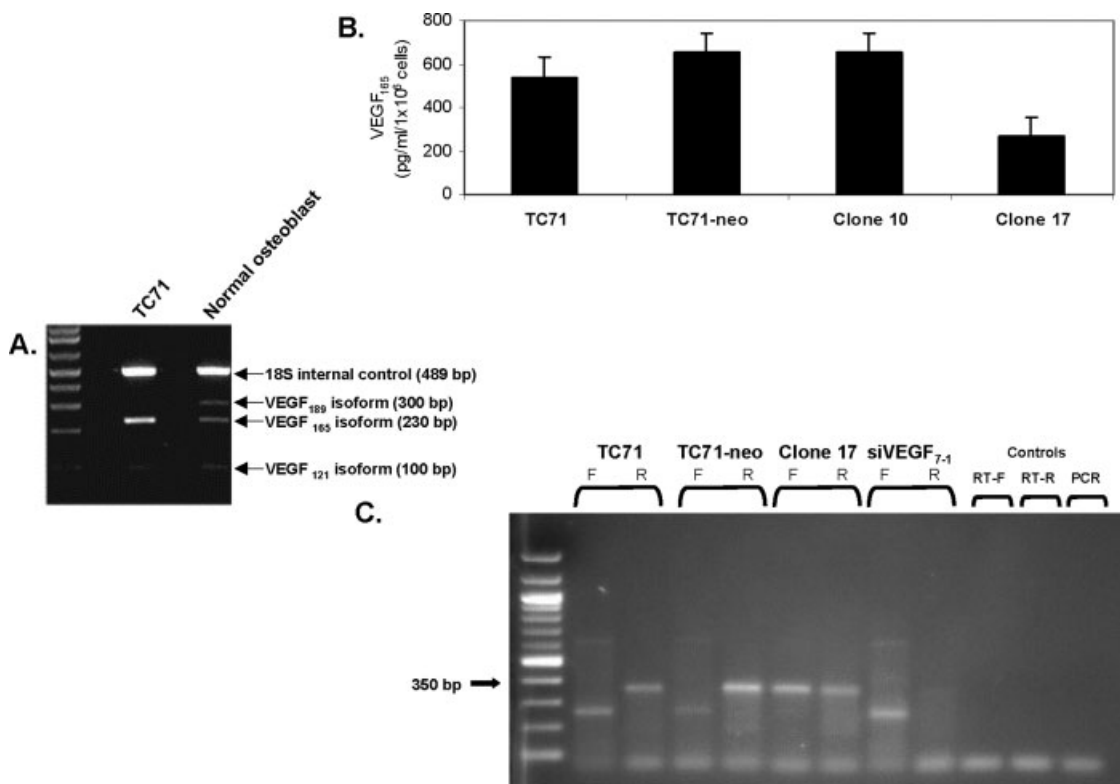 B.
800
600
400
200
0
VEGF165
(pg/ml/1x10⁶ cells)
TC71 TC71-neo Clone 10 Clone 17
A.
TC71 Normal osteoblast
18S internal control (489 bp)
VEGF189 isoform (300 bp)
VEGF165 isoform (230 bp)
VEGF121 isoform (100 bp)
C.
TC71 TC71-neo Clone 17 siVEGF7-1 Controls
F R F R F R F R RT-F RT-R PCR
350 bp